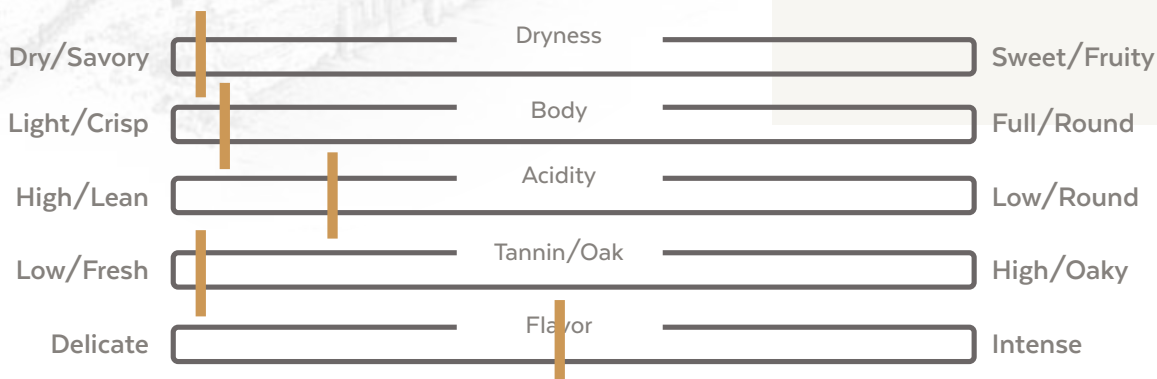 Dryness
Dry/Savory Sweet/Fruity
Body
Light/Crisp Full/Round
Acidity
High/Lean Low/Round
Tannin/Oak
Low/Fresh High/Oaky
Flavor
Delicate Intense